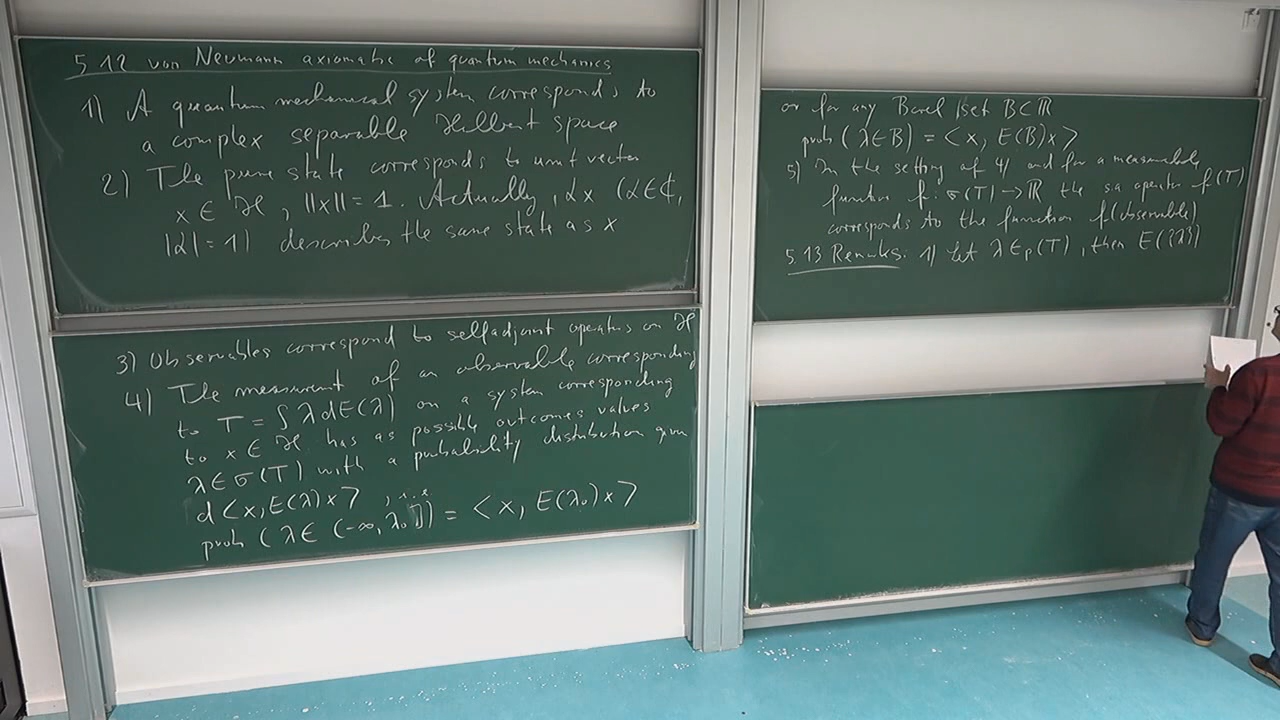 5.12 von Neumann axiomatic of quantum mechanics
1) A quantum mechanical system corresponds to
a complex separable Hilbert space
2) The pure state corresponds to unit vector
x ∈ ℋ, ||x|| = 1. Actually, αx (α ∈ ℂ,
|α| = 1) describes the same state as x
3) Observables correspond to selfadjoint operators on ℋ
4) The measurment of an observable corresponding
to T = ∫ λ dE(λ) on a system corresponding
to x ∈ ℋ has as possible outcomes values
λ ∈ σ(T) with a probability distribution given
d<x, E(λ)x>, i.e.
prob (λ ∈ (-∞, λ₀]) = <x, E(λ₀)x>
or for any Borel set B ⊂ ℝ
prob (λ ∈ B) = <x, E(B)x>
5) In the setting of 4) and for a measurable
function f: σ(T) → ℝ the s.a operator f(T)
corresponds to the function f(observable)
5.13 Remarks: 1) Let λ ∈ p(T), then E({λ})